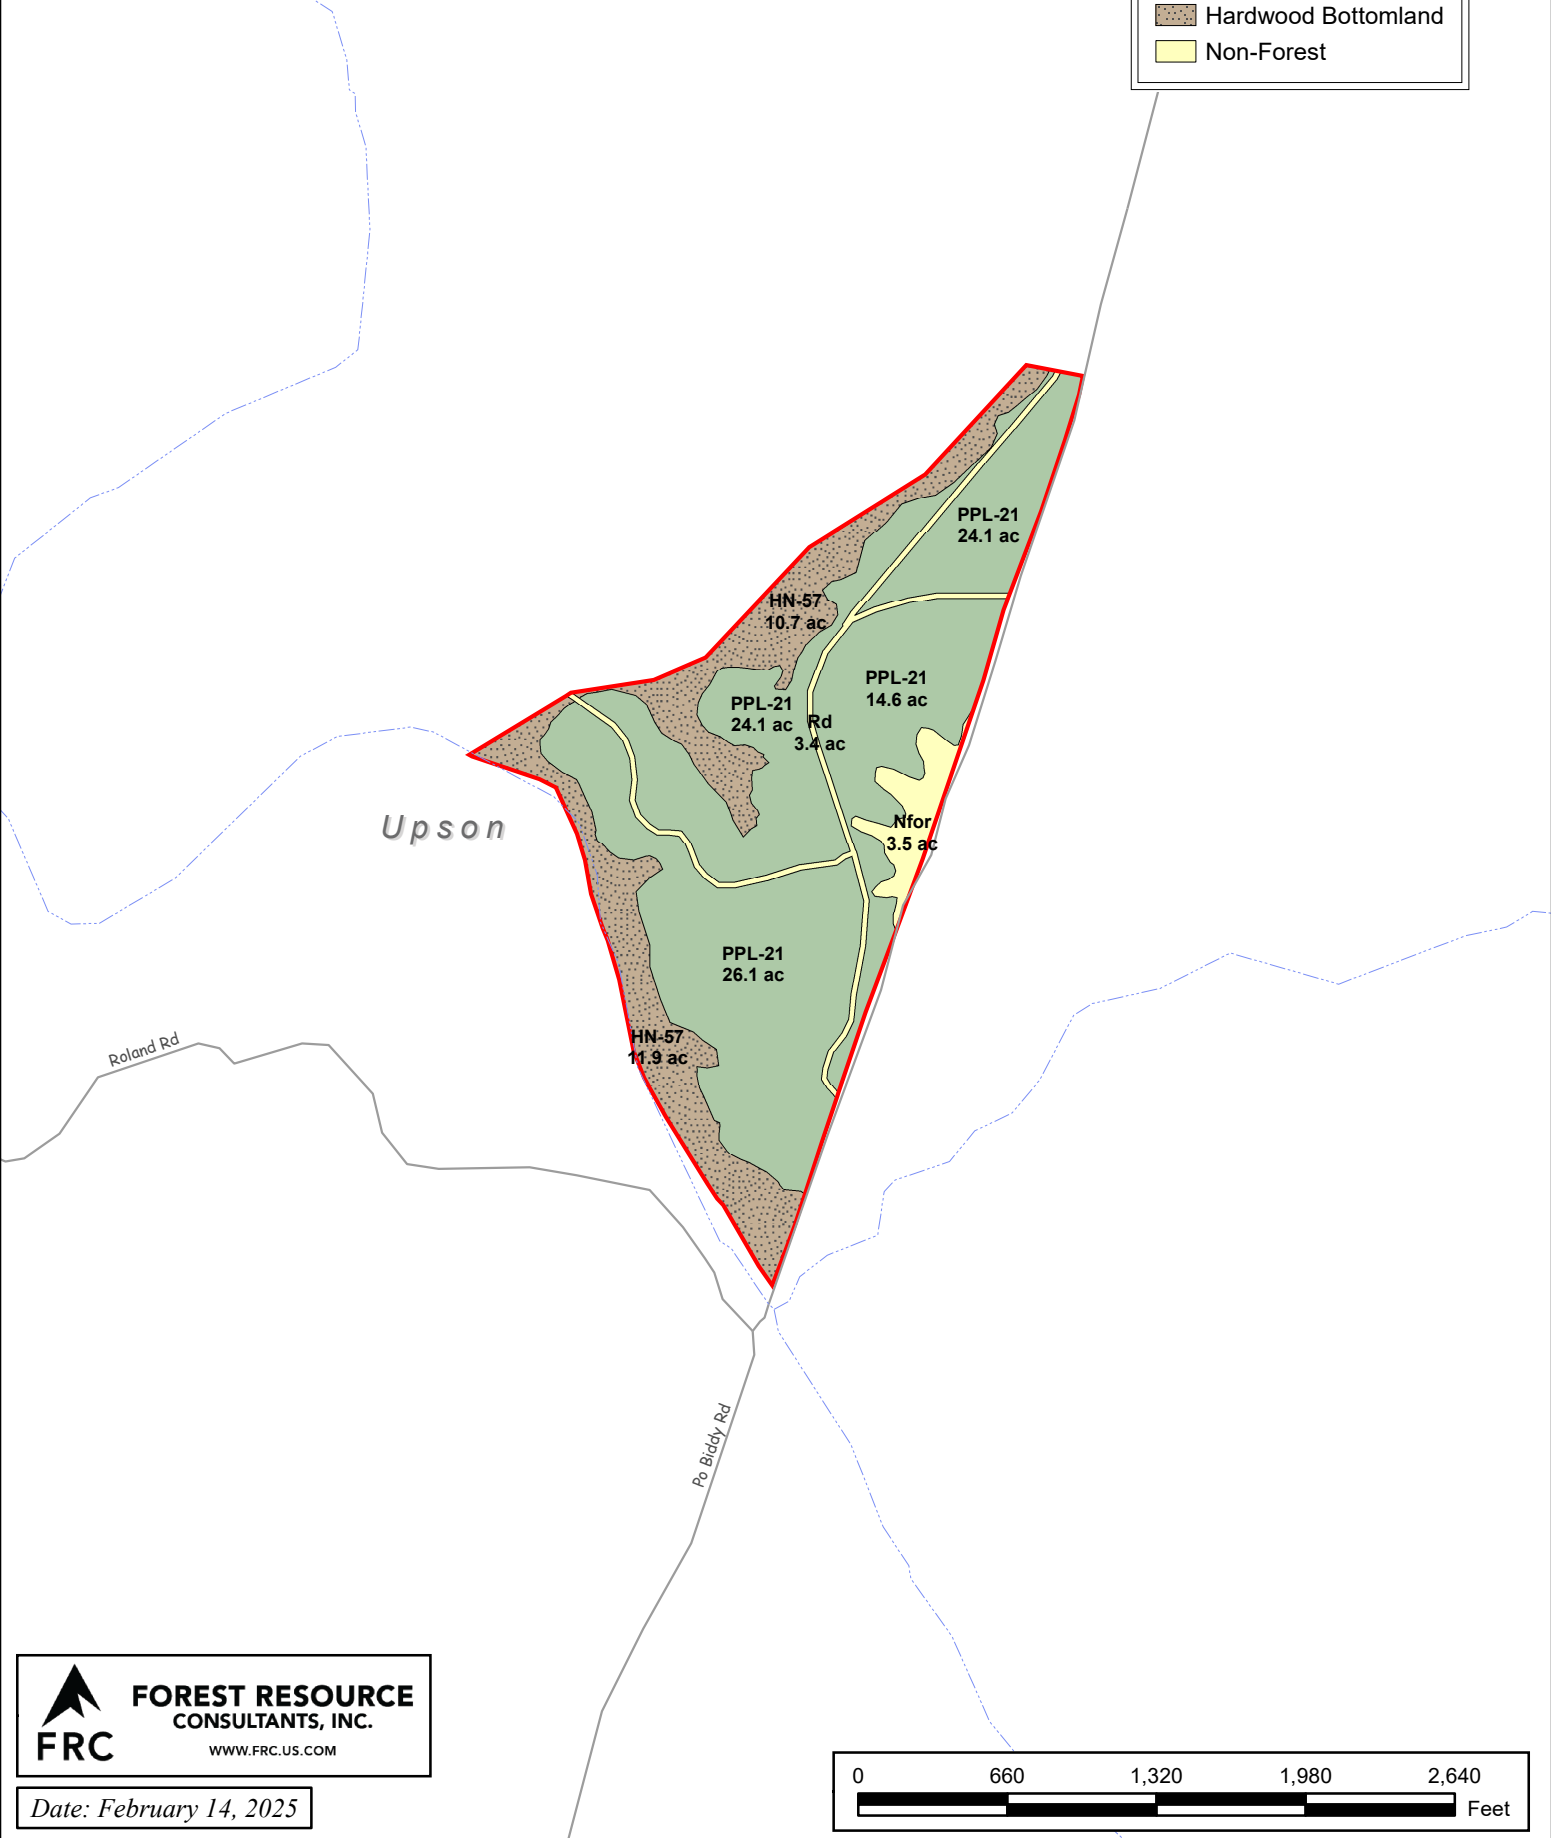 Hardwood Bottomland
Non-Forest
PPL-21
24.1 ac
HN-57
10.7 ac
PPL-21
14.6 ac
PPL-21
24.1 ac
Rd
3.4 ac
Nfor
3.5 ac
Upson
PPL-21
26.1 ac
HN-57
11.9 ac
Roland Rd
Po Biddy Rd
FOREST RESOURCE
CONSULTANTS, INC.
FRC
WWW.FRC.US.COM
Date: February 14, 2025
0 660 1,320 1,980 2,640
Feet